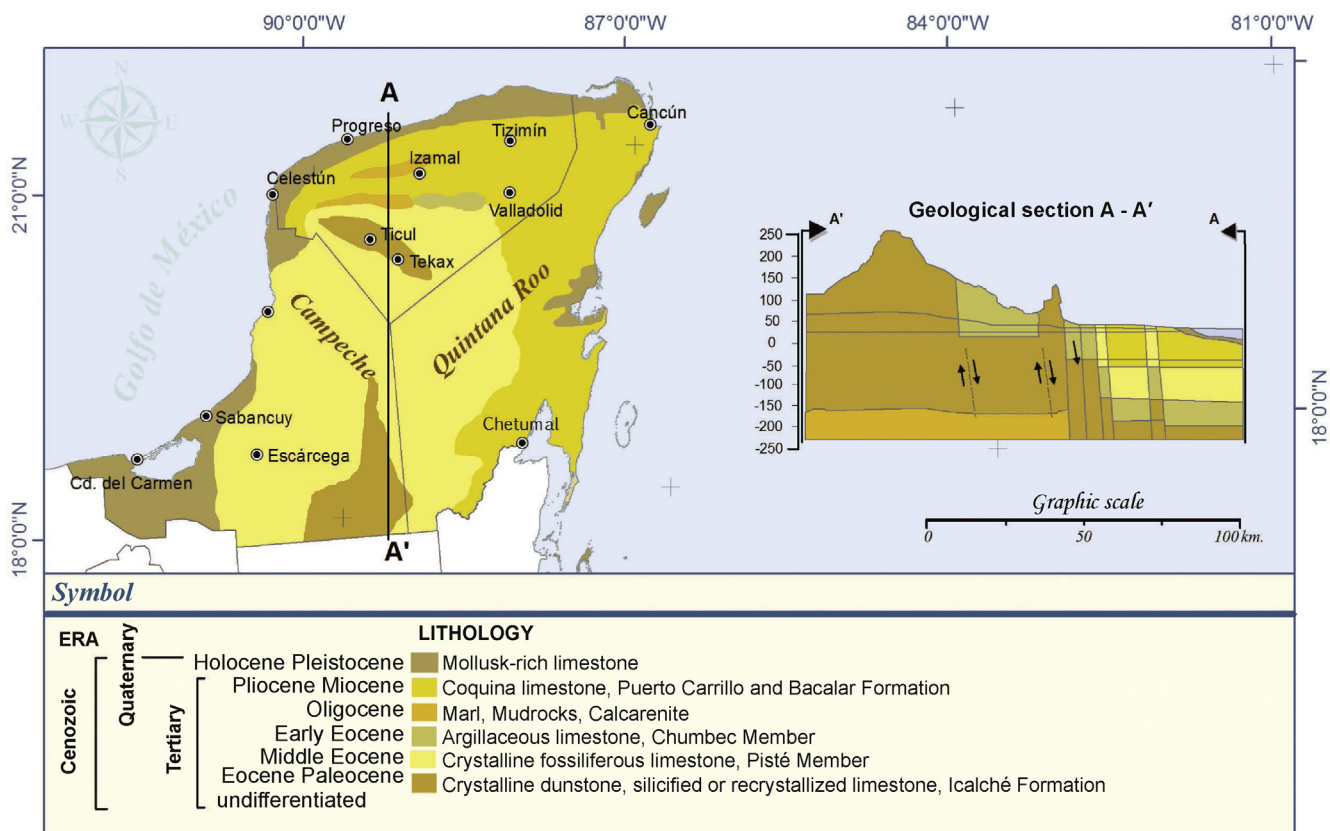 90°0'0"W 87°0'0"W 84°0'0"W 81°0'0"W
21°0'0"N
18°0'0"N
18°0'0"N
N
W E
S
Golfo de México
A
Progreso
Cancún
Tizimín
Izamal
Celestún
Valladolid
Ticul
Tekax
Campeche
Quintana Roo
Sabancuy
Chetumal
Escárcega
Cd. del Carmen
A'
Geological section A - A′
A' A
250
200
150
100
50
0
-50
-100
-150
-200
-250
Graphic scale
0 50 100 km.
Symbol
ERA
Cenozoic
Quaternary
Tertiary
LITHOLOGY
Holocene Pleistocene Mollusk-rich limestone
Pliocene Miocene Coquina limestone, Puerto Carrillo and Bacalar Formation
Oligocene Marl, Mudrocks, Calcarenite
Early Eocene Argillaceous limestone, Chumbec Member
Middle Eocene Crystalline fossiliferous limestone, Pisté Member
Eocene Paleocene Crystalline dunstone, silicified or recrystallized limestone, Icalché Formation
undifferentiated